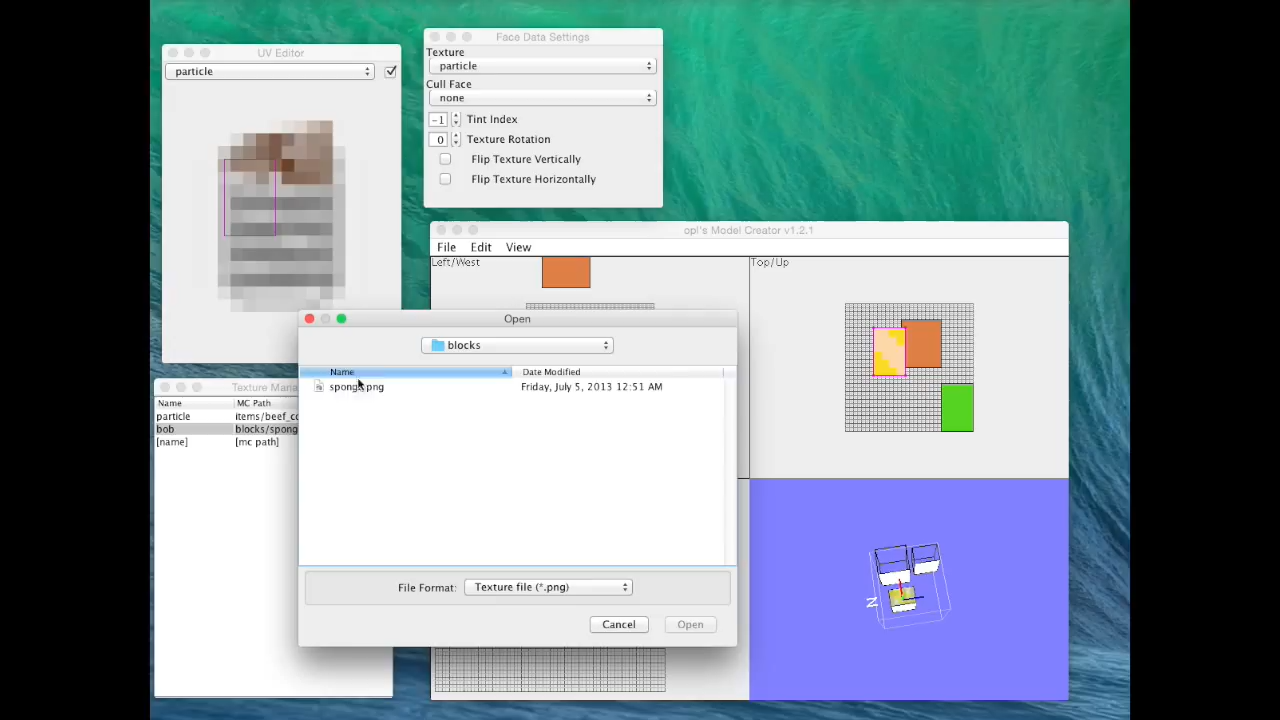 UV Editor
particle
Face Data Settings
Texture
particle
Cull Face
none
-1 Tint Index
0 Texture Rotation
Flip Texture Vertically
Flip Texture Horizontally
opl's Model Creator v1.2.1
File Edit View
Left/West
Top/Up
Open
blocks
Name Date Modified
sponge.png Friday, July 5, 2013 12:51 AM
File Format: Texture file (*.png)
Cancel Open
Texture Mana
Name MC Path
particle items/beef_co
bob blocks/spong
[name] [mc path]
N